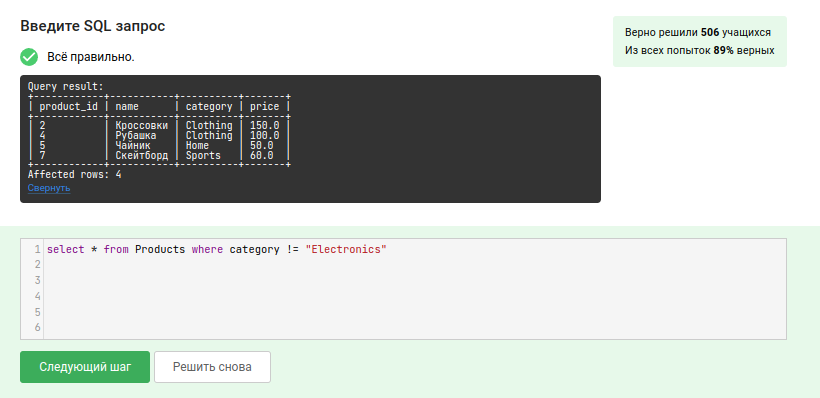 Введите SQL запрос
Верно решили 506 учащихся
Из всех попыток 89% верных
Всё правильно.
Query result:
+------------+-----------+----------+-------+
| product_id | name      | category | price |
+------------+-----------+----------+-------+
| 2          | Кроссовки | Clothing | 150.0 |
| 4          | Рубашка   | Clothing | 100.0 |
| 5          | Чайник    | Home     | 50.0  |
| 7          | Скейтборд | Sports   | 60.0  |
+------------+-----------+----------+-------+
Affected rows: 4
Свернуть
1 select * from Products where category != "Electronics"
2
3
4
5
6
Следующий шаг Решить снова